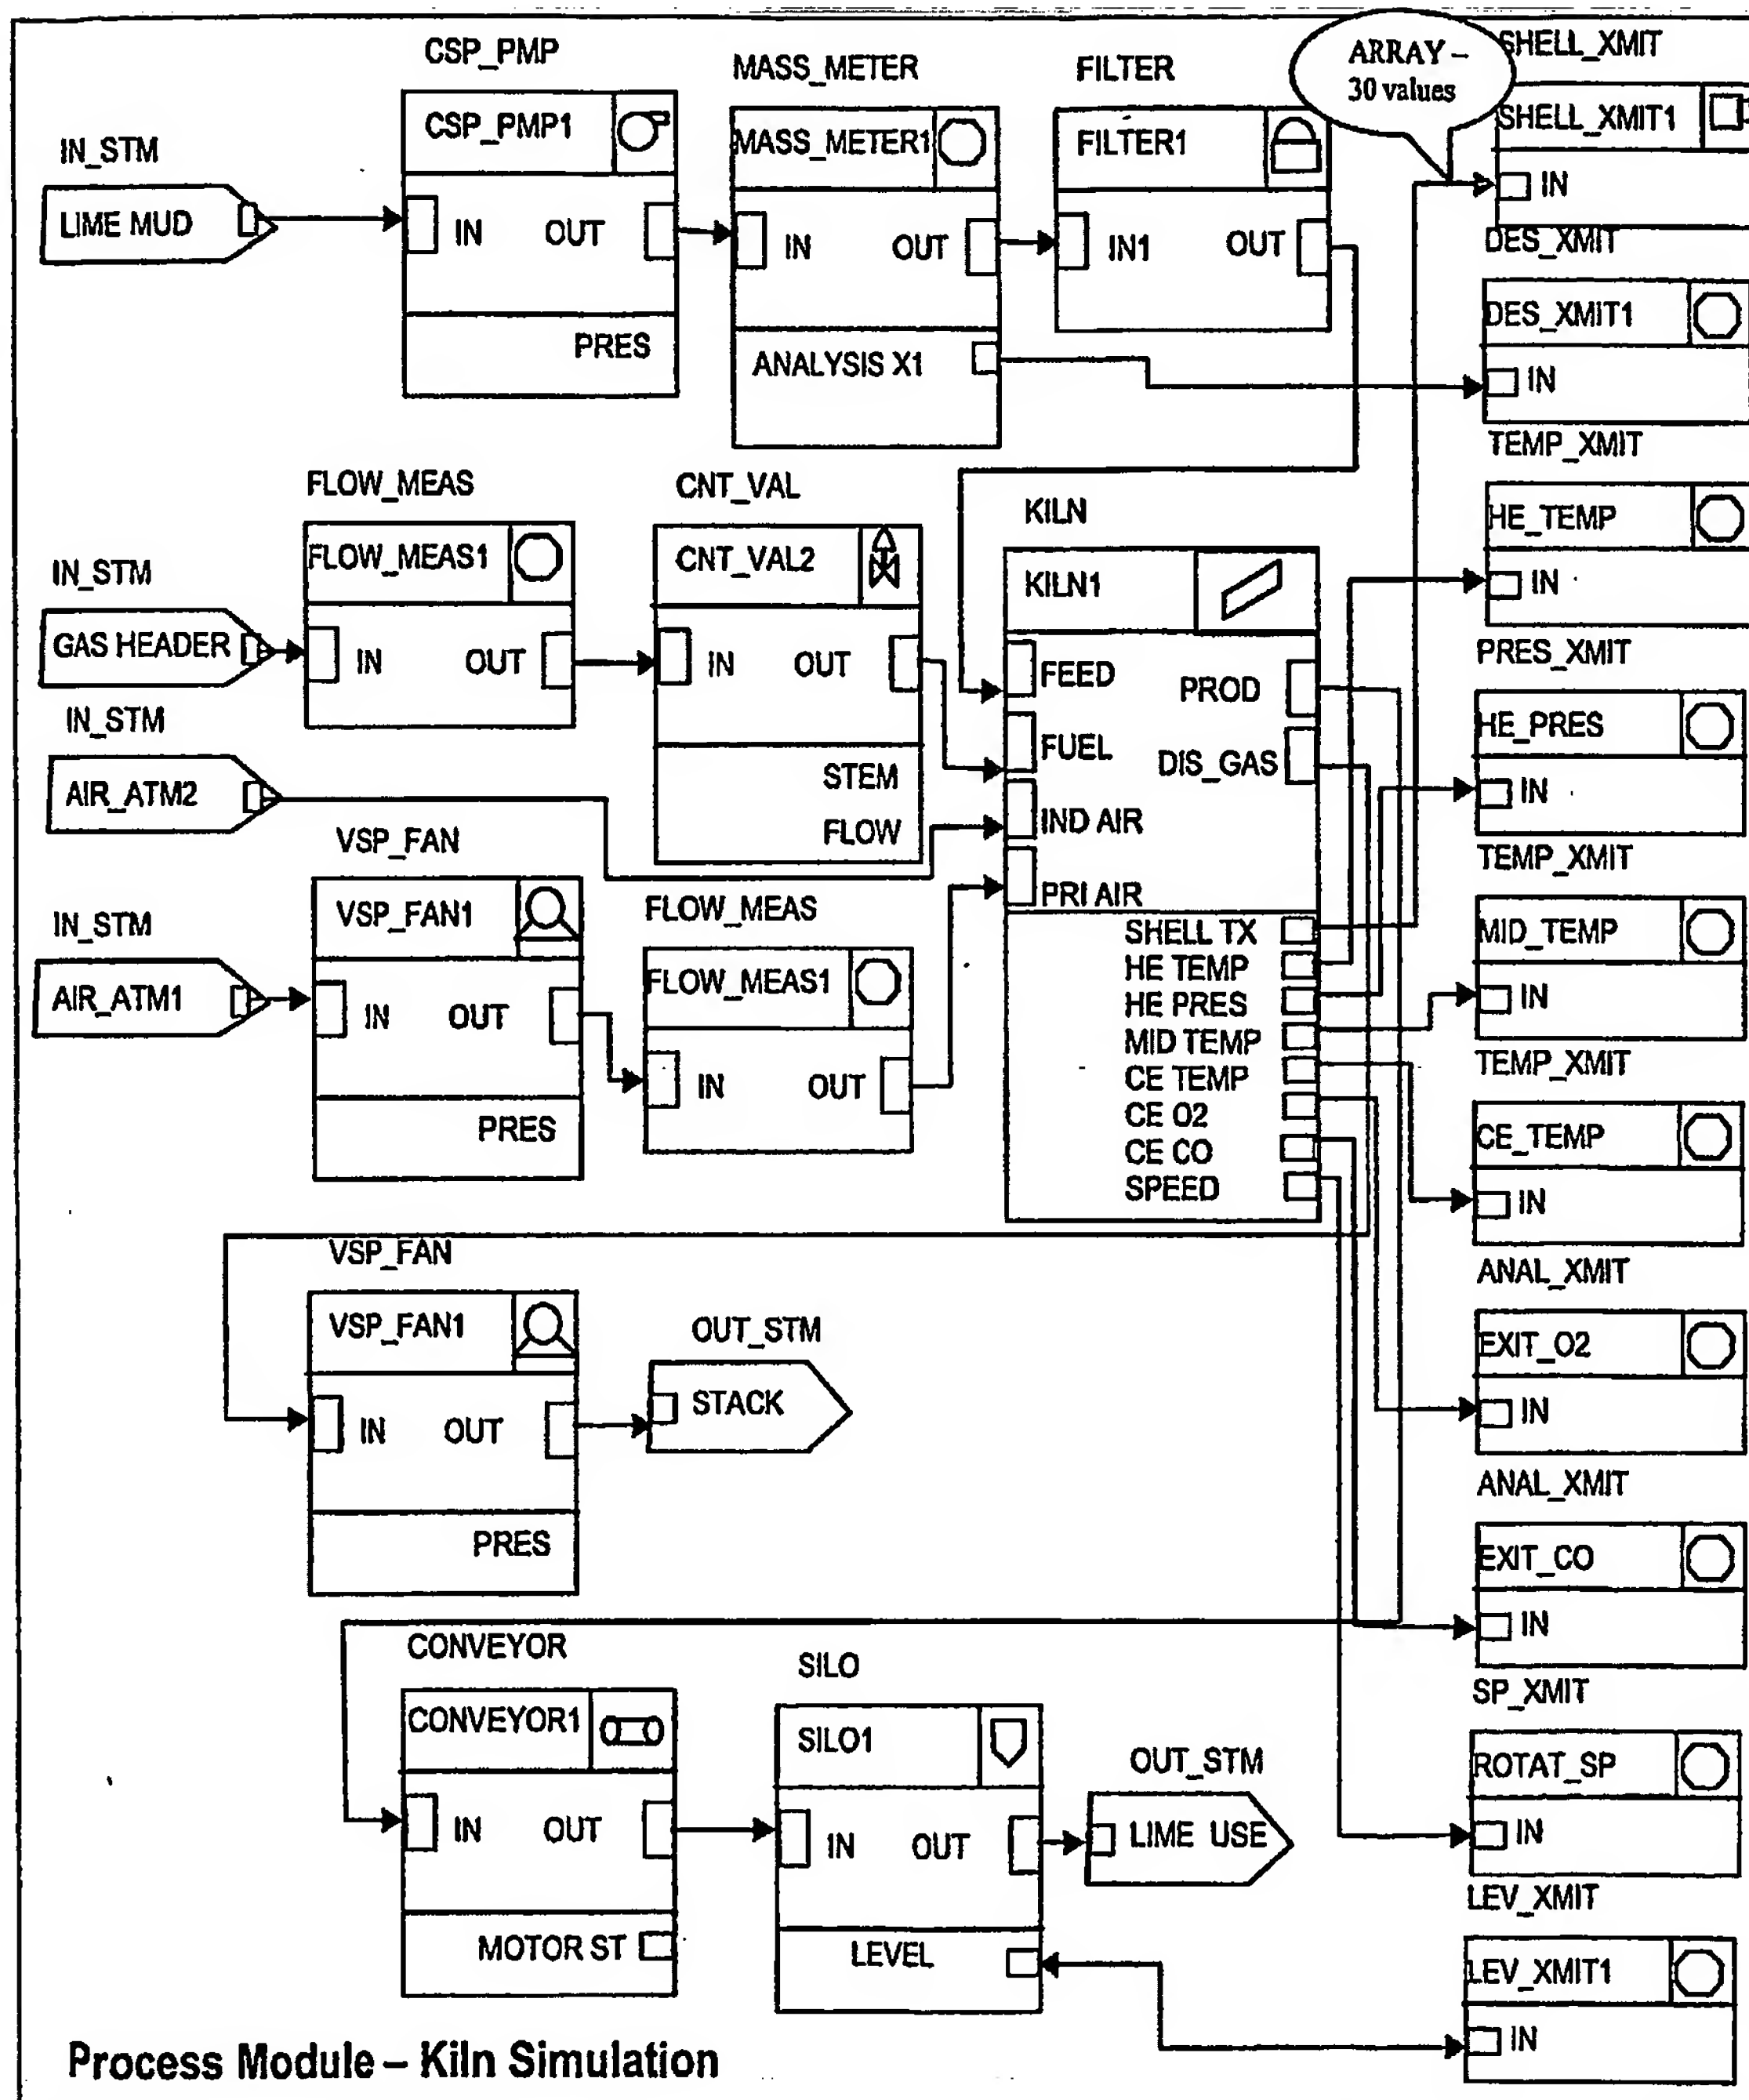 CSP_PMP
MASS_METER
FILTER
ARRAY –
30 values
SHELL_XMIT
CSP_PMP1
MASS_METER1
FILTER1
SHELL_XMIT1
IN_STM
LIME MUD
IN OUT
IN OUT
IN1 OUT
IN
PRES
ANALYSIS X1
DES_XMIT
DES_XMIT1
IN
TEMP_XMIT
HE_TEMP
IN
FLOW_MEAS
CNT_VAL
KILN
FLOW_MEAS1
CNT_VAL2
KILN1
IN_STM
GAS HEADER
IN OUT
IN OUT
STEM
FLOW
FEED
FUEL
IND AIR
PRI AIR
PROD
DIS_GAS
SHELL TX
HE TEMP
HE PRES
MID TEMP
CE TEMP
CE O2
CE CO
SPEED
PRES_XMIT
HE_PRES
IN
IN_STM
AIR_ATM2
VSP_FAN
VSP_FAN1
FLOW_MEAS
FLOW_MEAS1
TEMP_XMIT
MID_TEMP
IN
IN_STM
AIR_ATM1
IN OUT
IN OUT
PRES
TEMP_XMIT
CE_TEMP
IN
VSP_FAN
VSP_FAN1
IN OUT
PRES
OUT_STM
STACK
ANAL_XMIT
EXIT_O2
IN
ANAL_XMIT
EXIT_CO
IN
CONVEYOR
CONVEYOR1
IN OUT
MOTOR ST
SILO
SILO1
IN OUT
LEVEL
OUT_STM
LIME USE
SP_XMIT
ROTAT_SP
IN
LEV_XMIT
LEV_XMIT1
IN
Process Module – Kiln Simulation